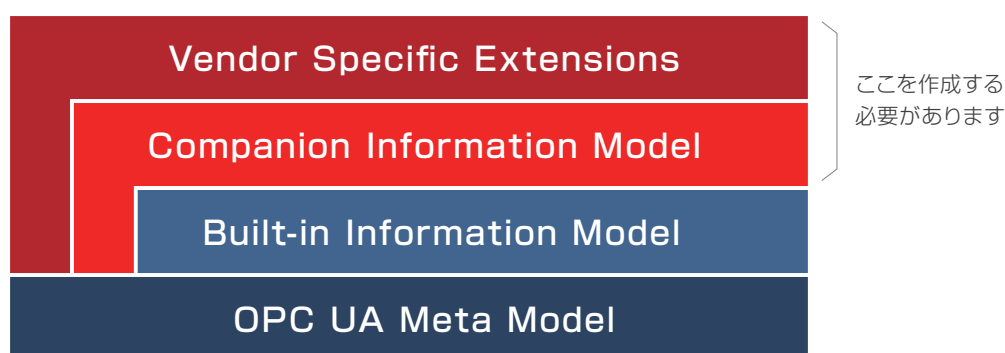 Vendor Specific Extensions
ここを作成する
必要があります
Companion Information Model
Built-in Information Model
OPC UA Meta Model